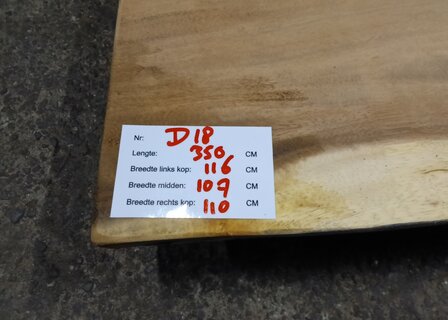 Nr: D18
Lengte: 350 CM
Breedte links kop: 116 CM
Breedte midden: 109 CM
Breedte rechts kop: 110 CM